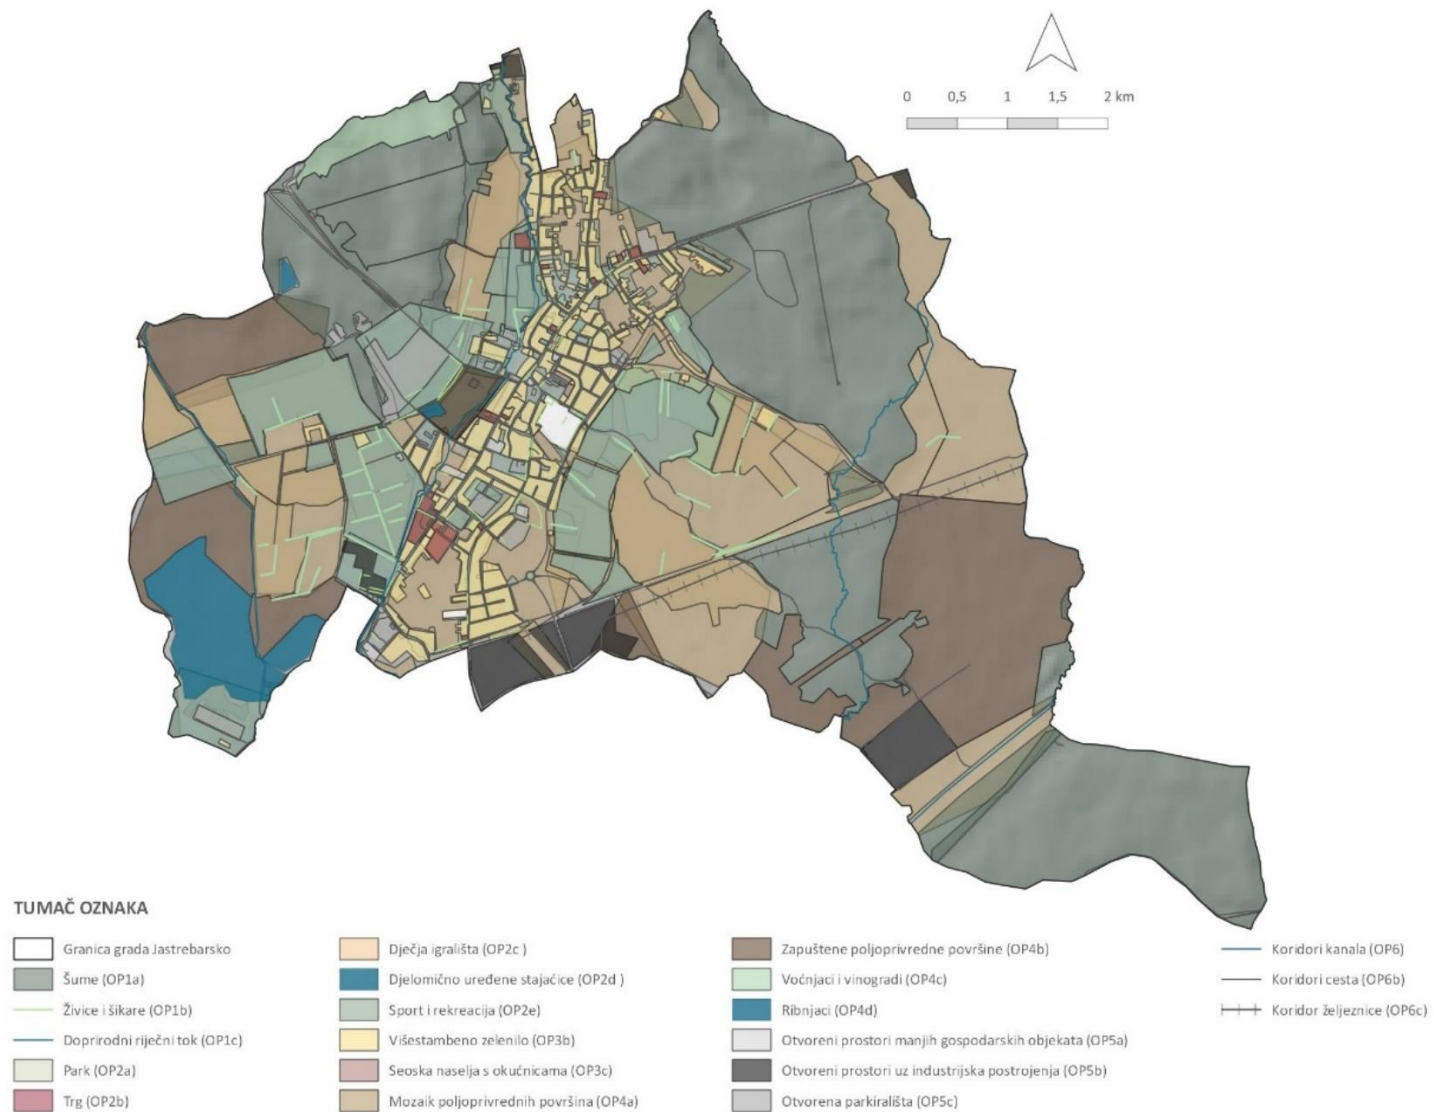 0 0,5 1 1,5 2 km
TUMAČ OZNAKA
Granica grada Jastrebarsko
Šume (OP1a)
Živice i šikare (OP1b)
Doprirodni riječni tok (OP1c)
Park (OP2a)
Trg (OP2b)
Dječja igrališta (OP2c )
Djelomično uređene stajaćice (OP2d )
Sport i rekreacija (OP2e)
Višestambeno zelenilo (OP3b)
Seoska naselja s okućnicama (OP3c)
Mozaik poljoprivrednih površina (OP4a)
Zapuštene poljoprivredne površine (OP4b)
Voćnjaci i vinogradi (OP4c)
Ribnjaci (OP4d)
Otvoreni prostori manjih gospodarskih objekata (OP5a)
Otvoreni prostori uz industrijska postrojenja (OP5b)
Otvorena parkirališta (OP5c)
Koridori kanala (OP6)
Koridori cesta (OP6b)
Koridor željeznice (OP6c)